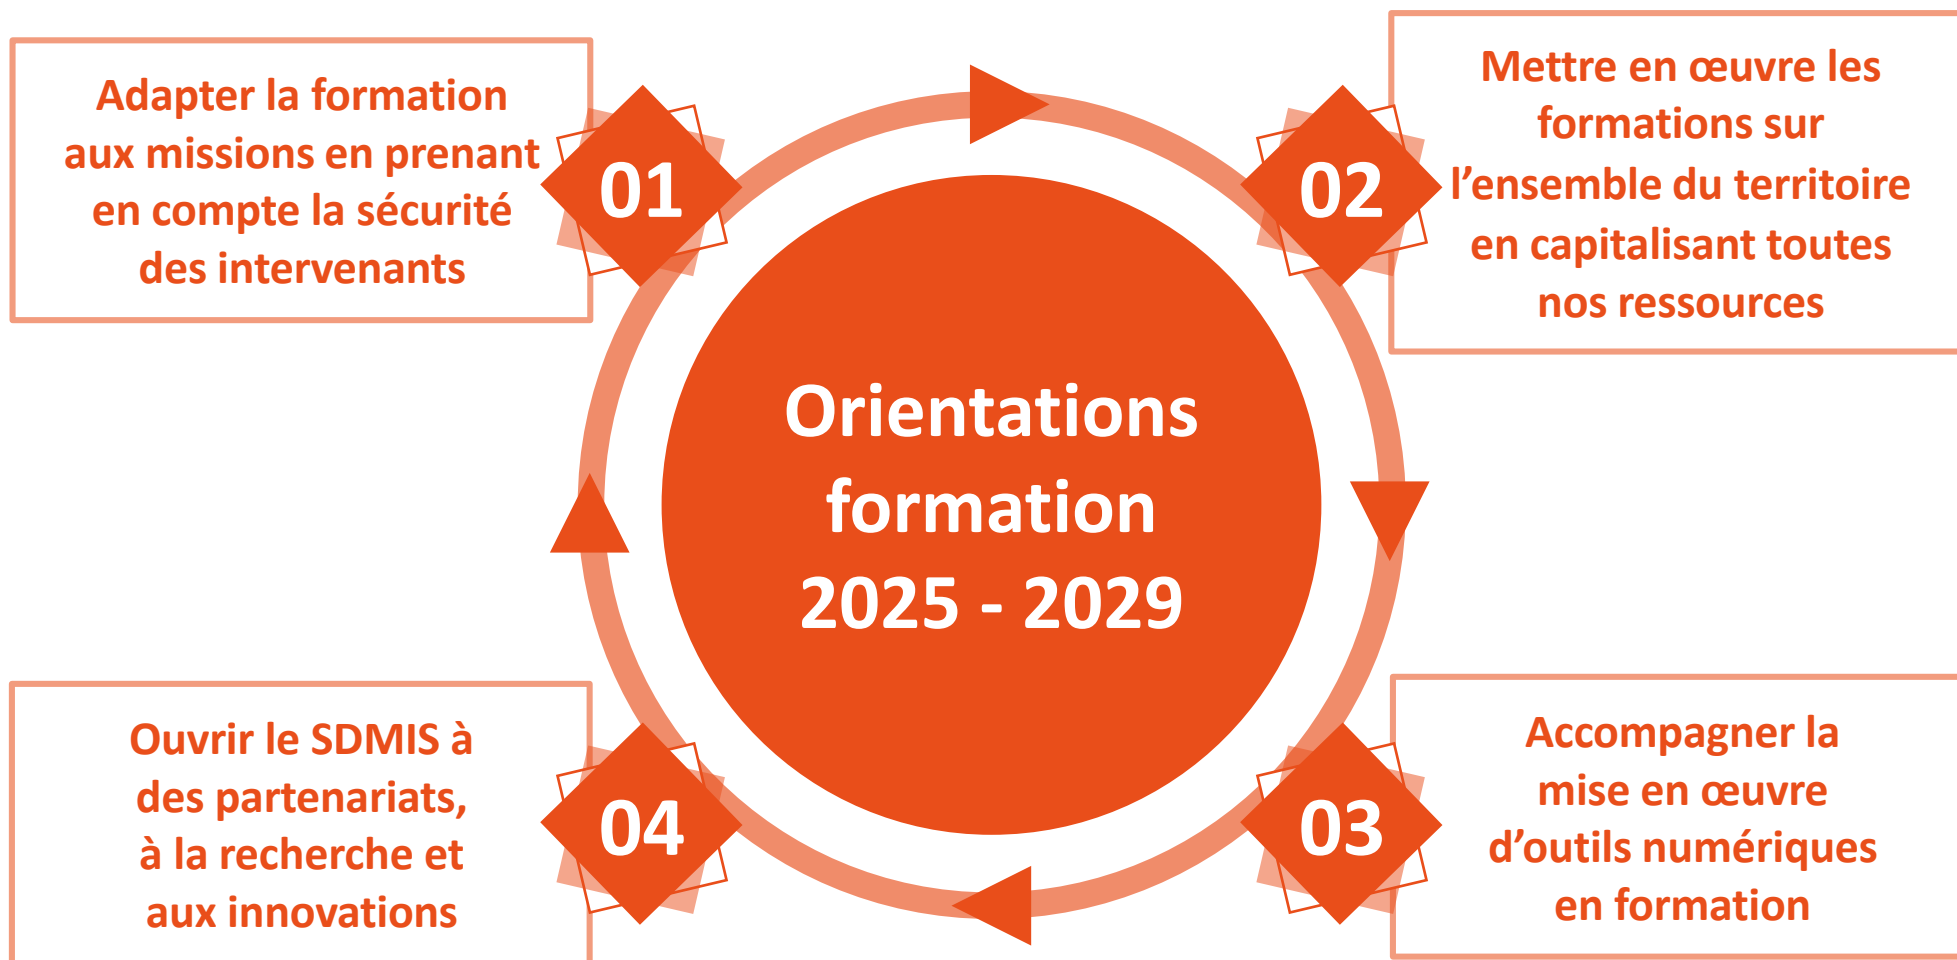 Adapter la formation
aux missions en prenant
en compte la sécurité
des intervenants
01
02
Mettre en œuvre les
formations sur
l’ensemble du territoire
en capitalisant toutes
nos ressources
Orientations
formation
2025 - 2029
03
Accompagner la
mise en œuvre
d’outils numériques
en formation
04
Ouvrir le SDMIS à
des partenariats,
à la recherche et
aux innovations